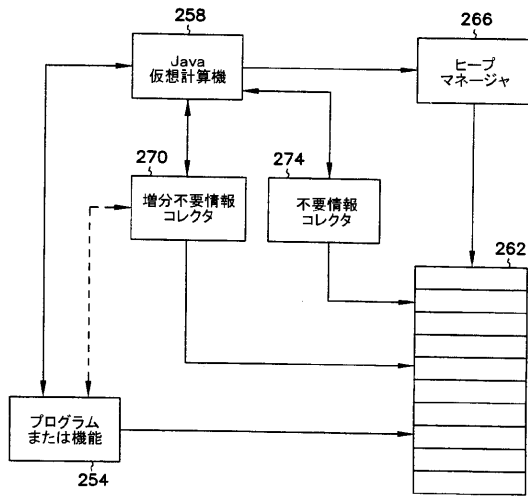 258
Java
仮想計算機
266
ヒープ
マネージャ
270
増分不要情報
コレクタ
274
不要情報
コレクタ
262
プログラム
または機能
254